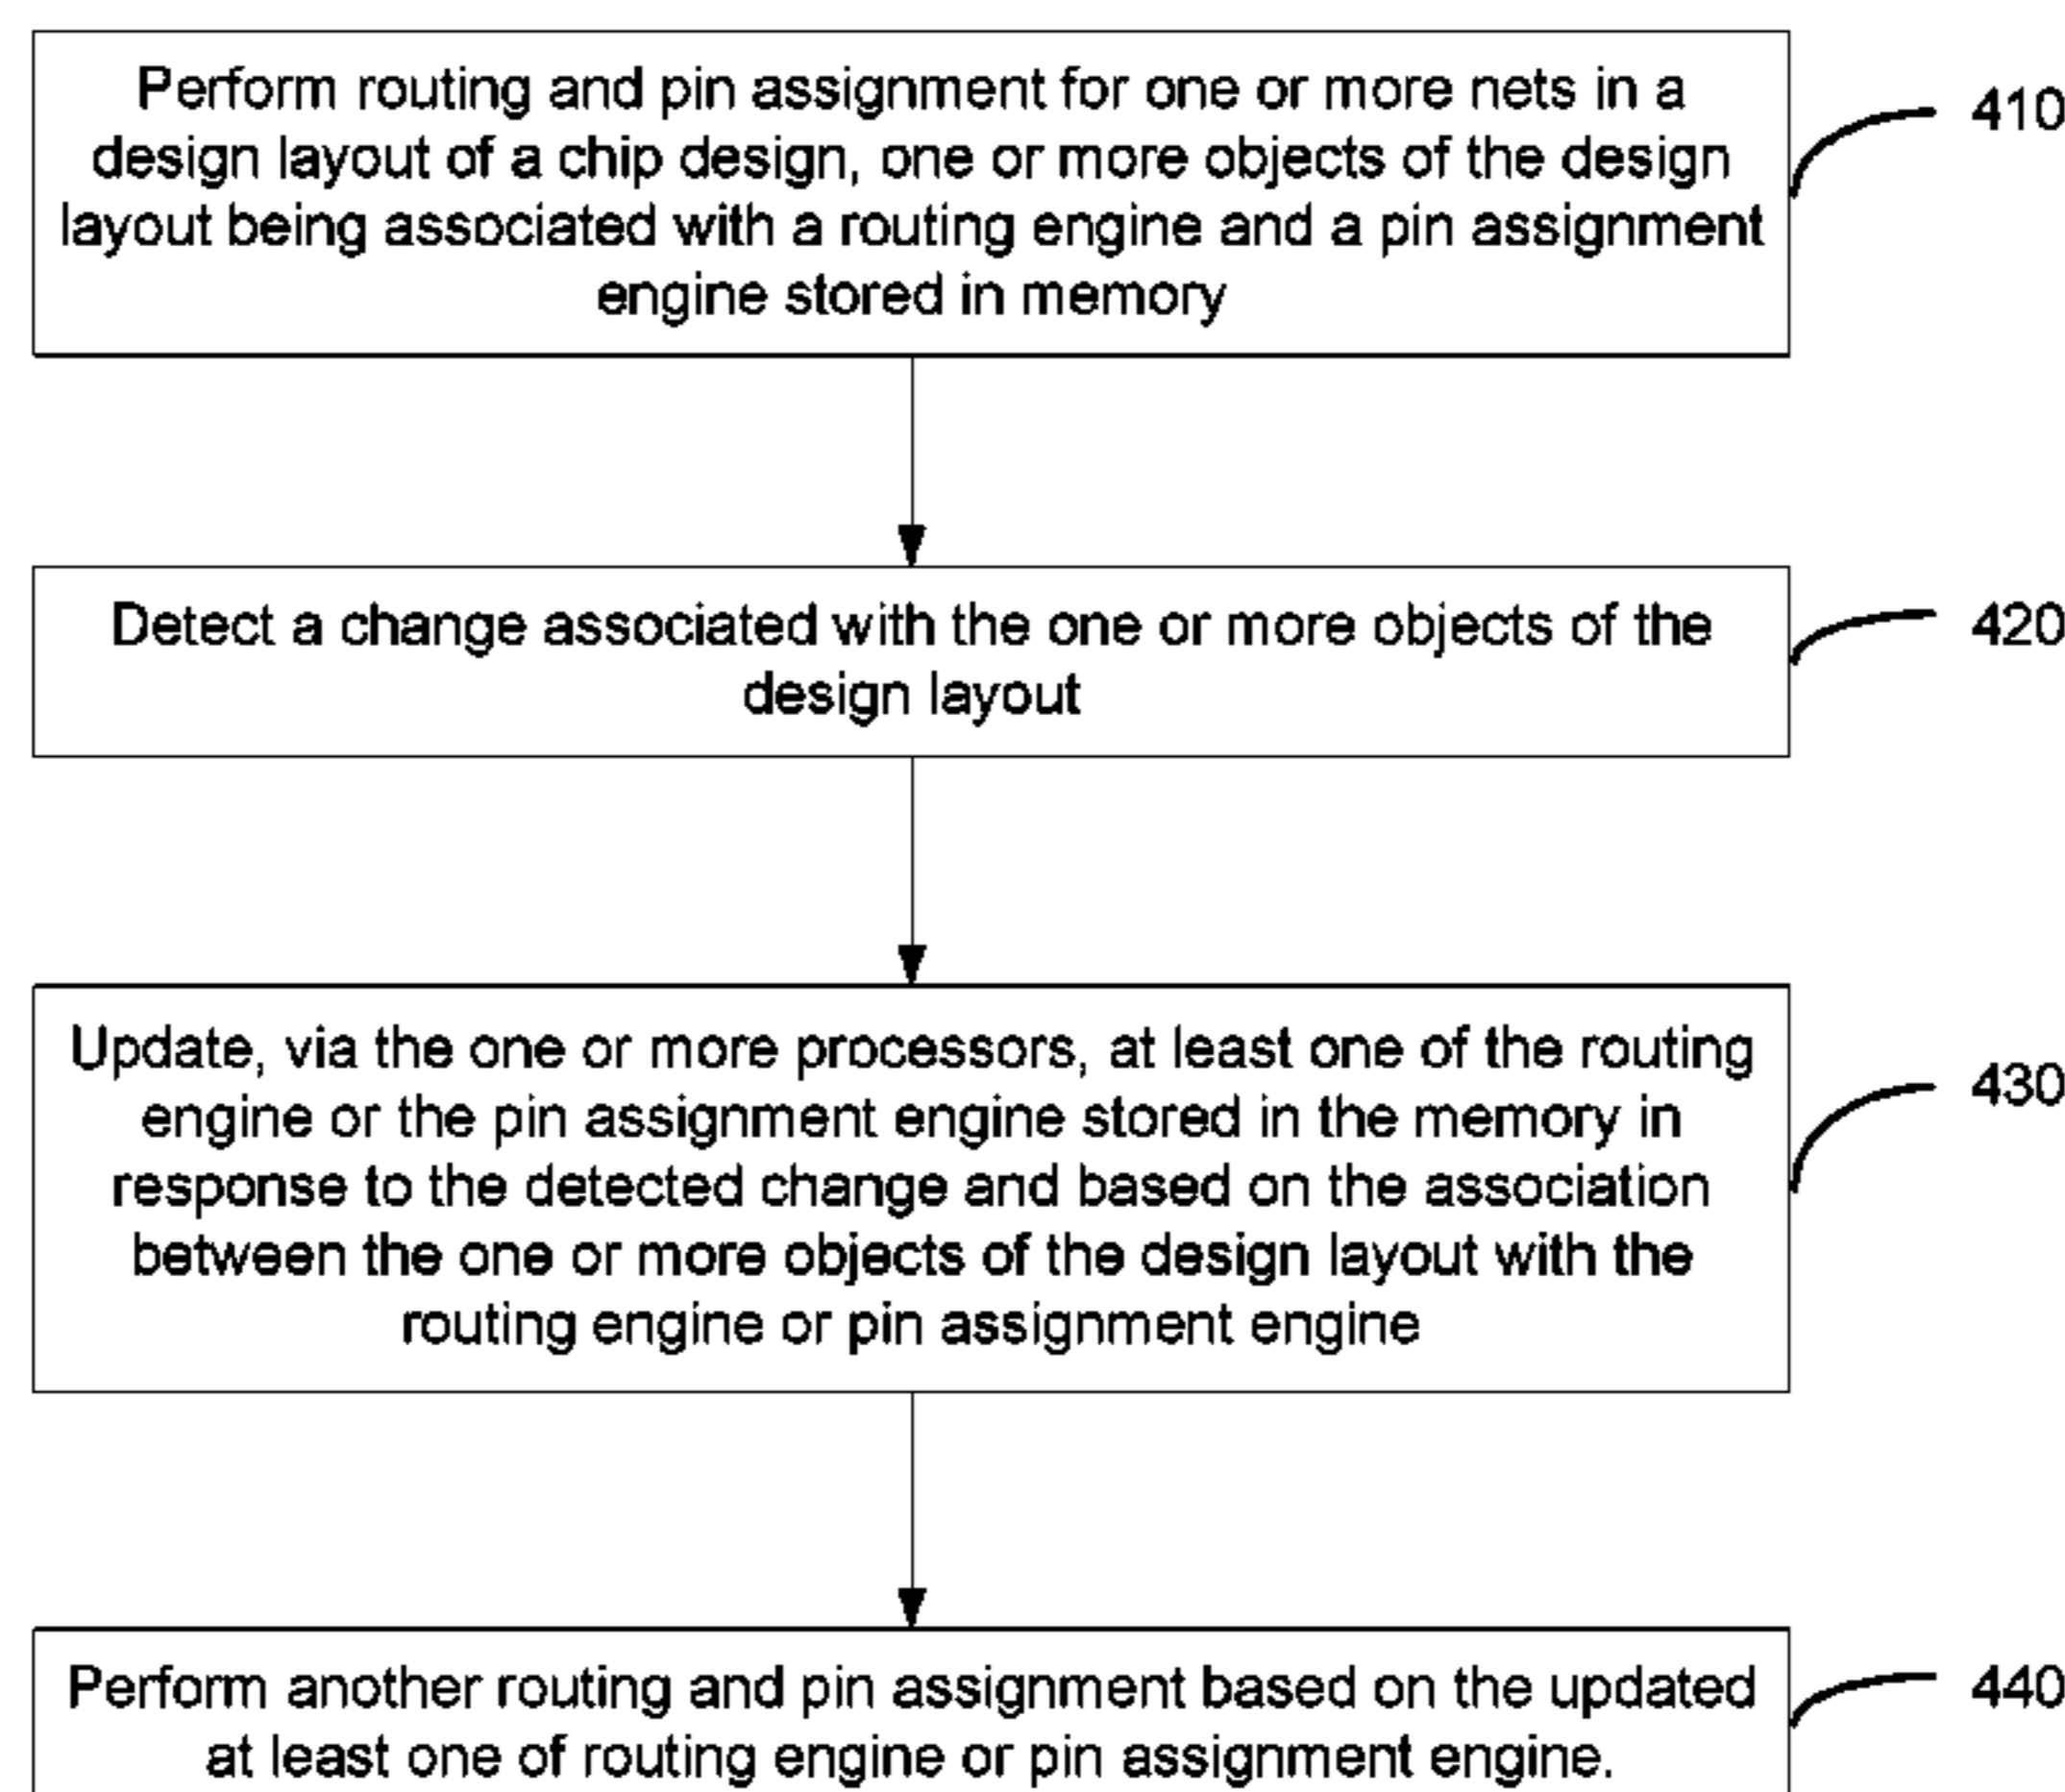 Perform routing and pin assignment for one or more nets in a
design layout of a chip design, one or more objects of the design
layout being associated with a routing engine and a pin assignment
engine stored in memory
410
Detect a change associated with the one or more objects of the
design layout
420
Update, via the one or more processors, at least one of the routing
engine or the pin assignment engine stored in the memory in
response to the detected change and based on the association
between the one or more objects of the design layout with the
routing engine or pin assignment engine
430
Perform another routing and pin assignment based on the updated
at least one of routing engine or pin assignment engine.
440